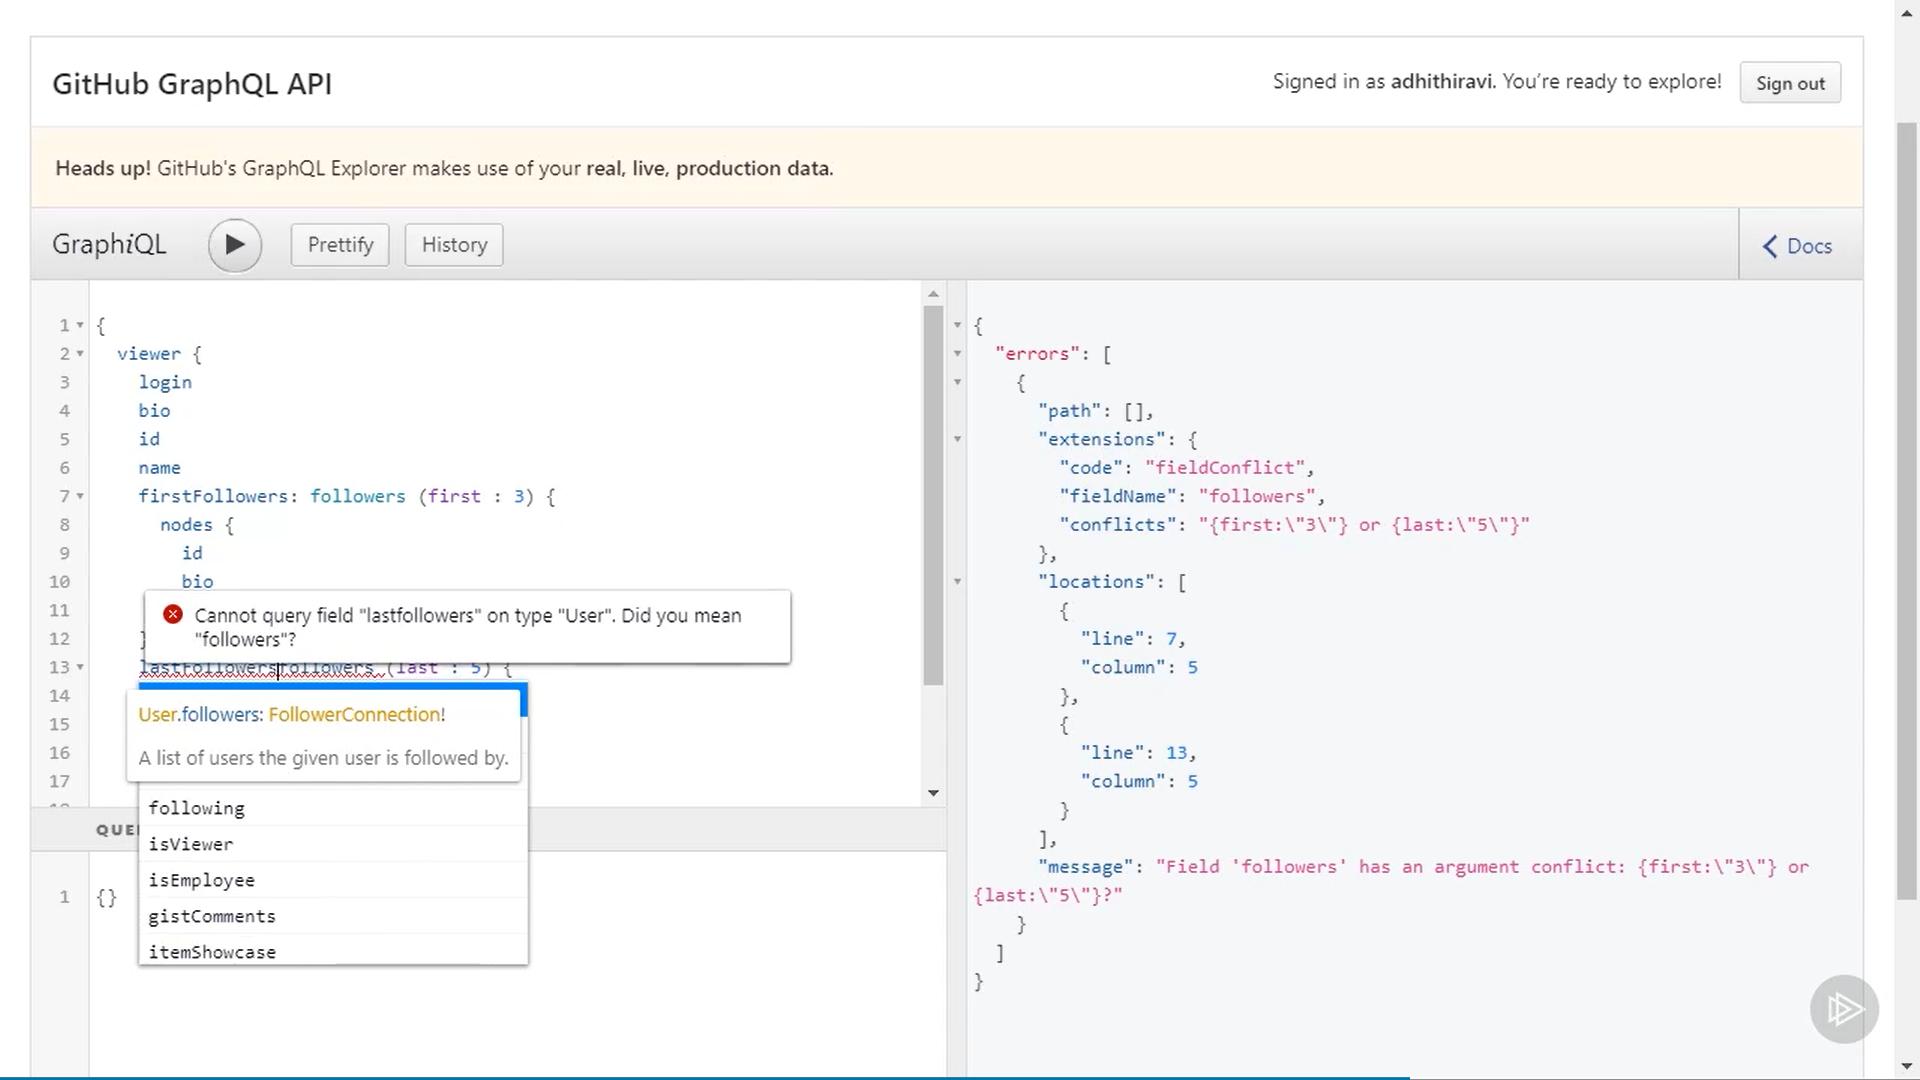 GitHub GraphQL API
Signed in as adhithiravi. You're ready to explore!
Sign out
Heads up! GitHub's GraphQL Explorer makes use of your real, live, production data.
GraphiQL
Prettify
History
Docs
1 {
2 viewer {
3 login
4 bio
5 id
6 name
7 firstFollowers: followers (first : 3) {
8 nodes {
9 id
10 bio
11
12 }
Cannot query field "lastfollowers" on type "User". Did you mean
"followers"?
13 lastFollowersfollowers (last : 5) {
14
15
16
17
User.followers: FollowerConnection!
A list of users the given user is followed by.
following
isViewer
isEmployee
gistComments
itemShowcase
QUE
1 {}
{
"errors": [
{
"path": [],
"extensions": {
"code": "fieldConflict",
"fieldName": "followers",
"conflicts": "{first:\"3\"} or {last:\"5\"}"
},
"locations": [
{
"line": 7,
"column": 5
},
{
"line": 13,
"column": 5
}
],
"message": "Field 'followers' has an argument conflict: {first:\"3\"} or
{last:\"5\"}?"
}
]
}